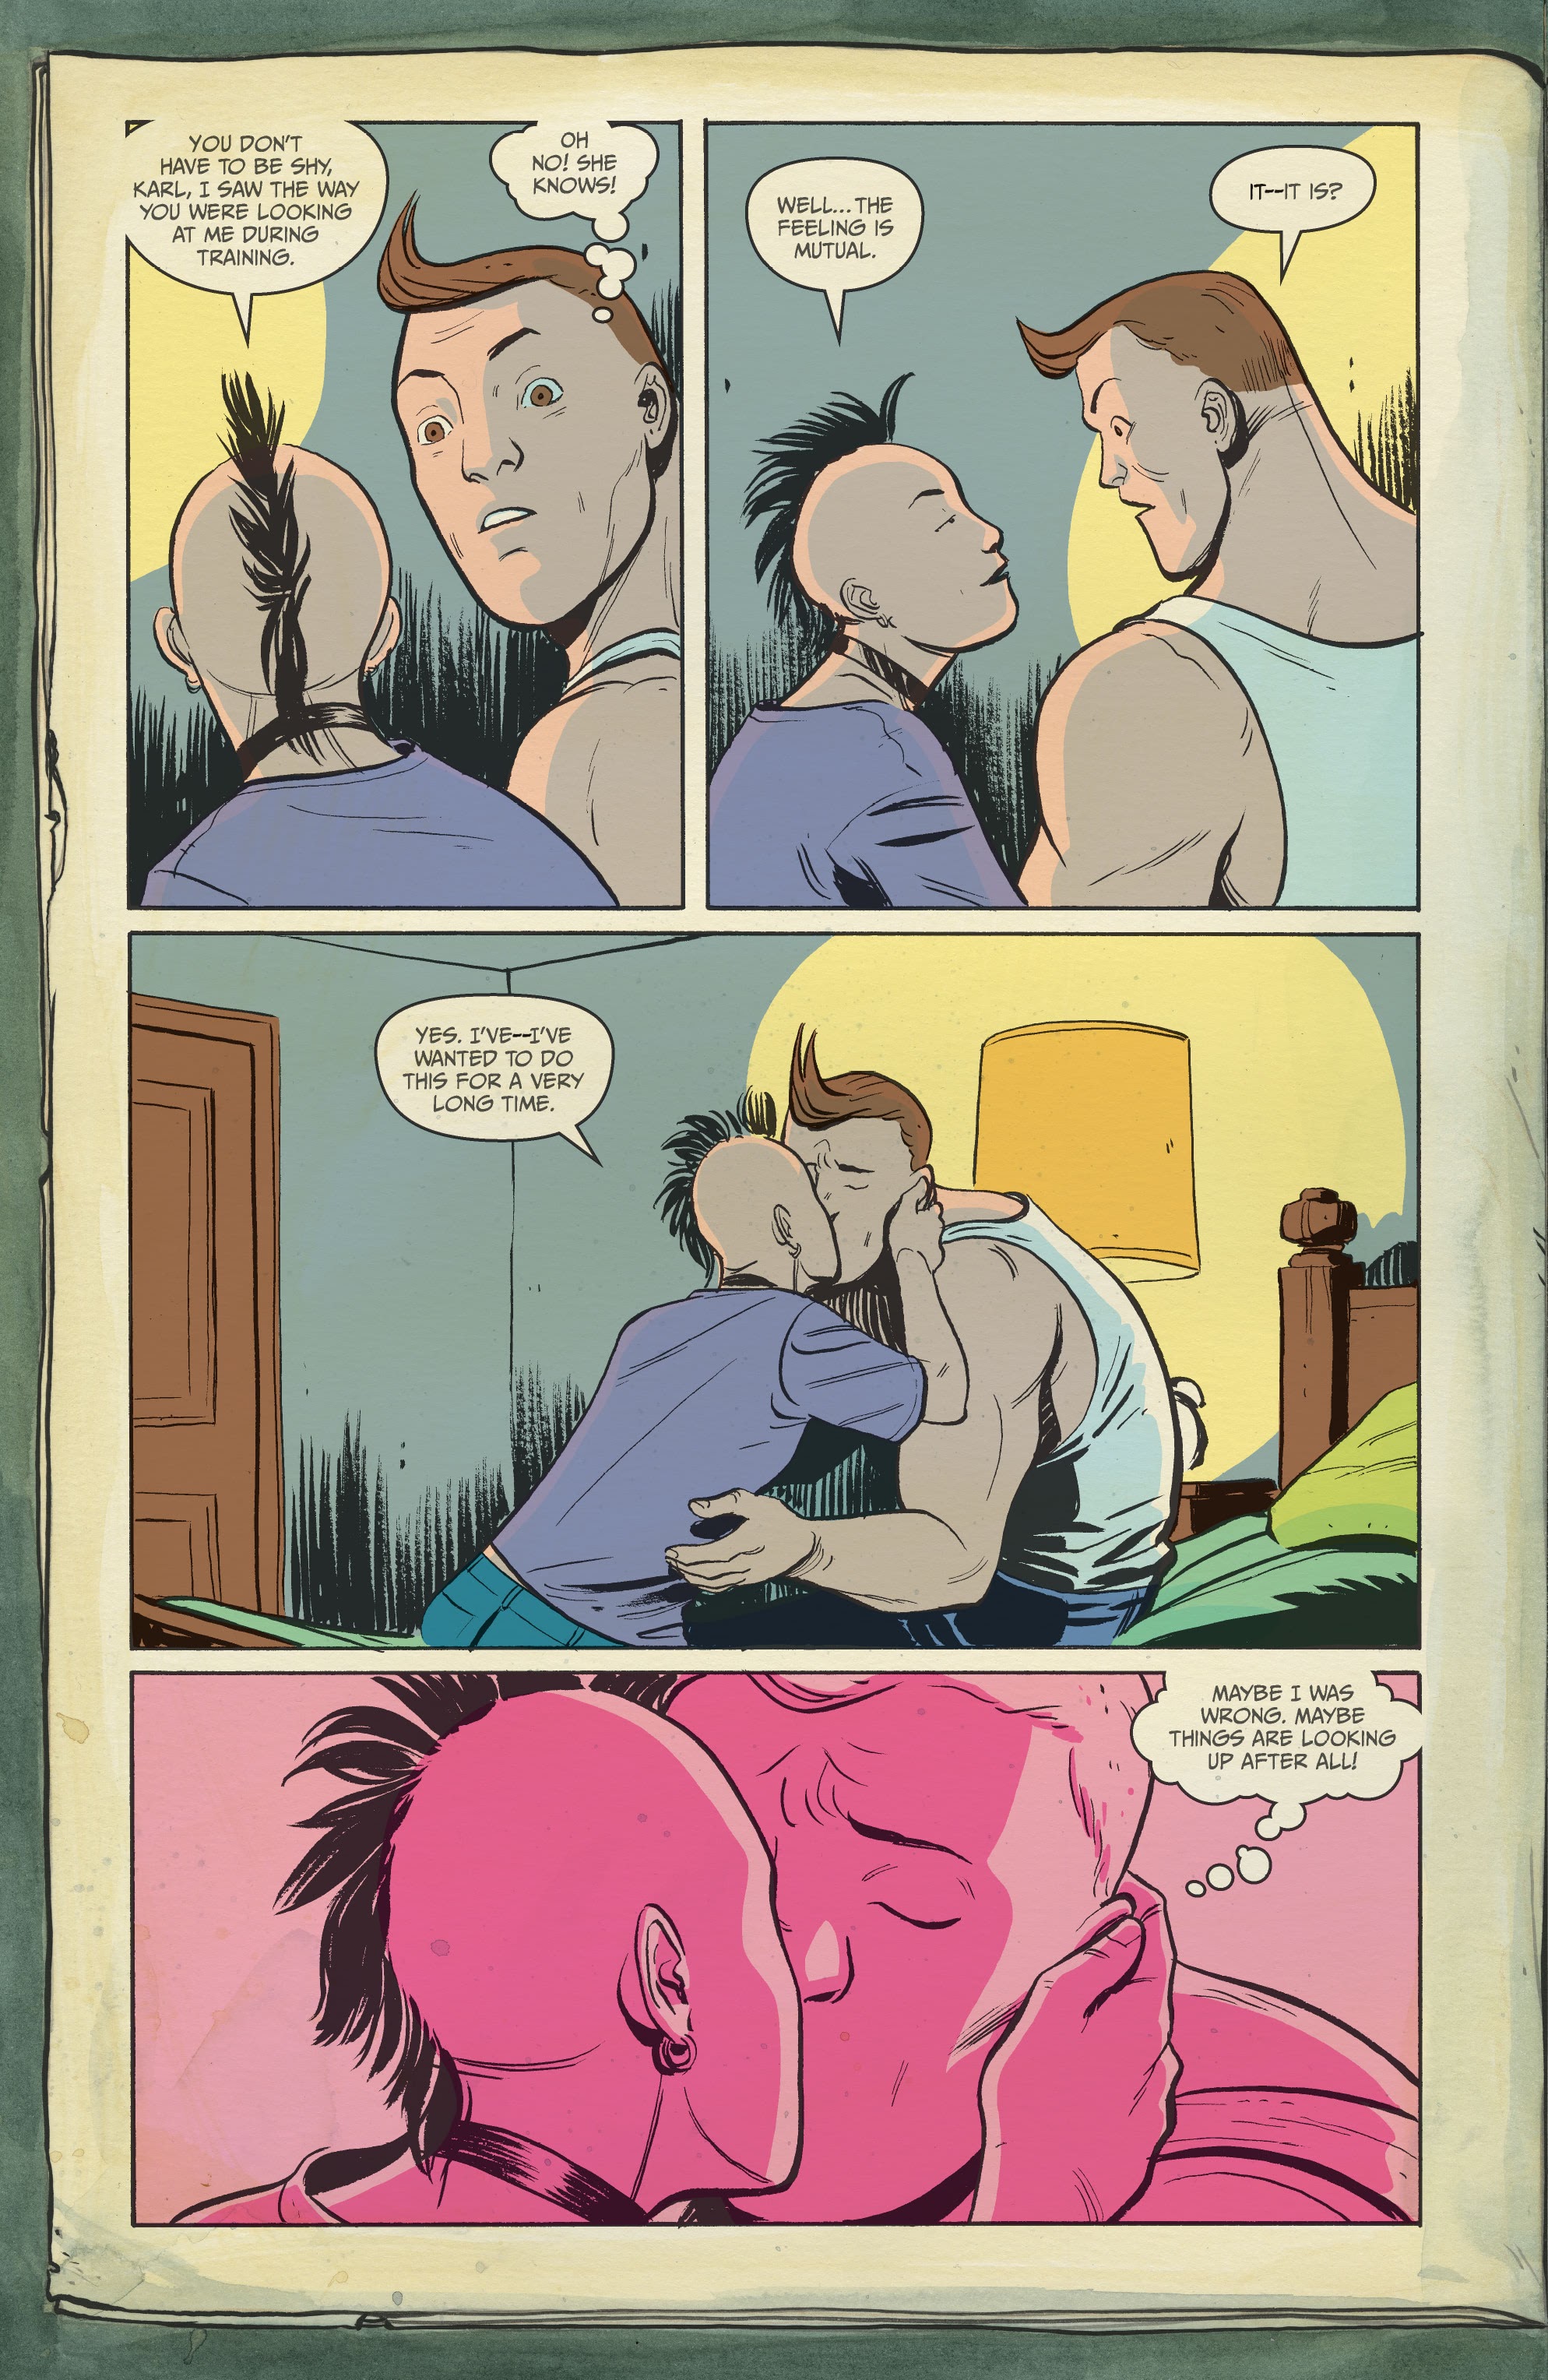 YOU DON'T
HAVE TO BE SHY,
KARL, I SAW THE WAY
YOU WERE LOOKING
AT ME DURING
TRAINING.
OH
NO! SHE
KNOWS!
WELL... THE
FEELING IS
MUTUAL.
IT--IT IS?
YES. I'VE--I'VE
WANTED TO DO
THIS FOR A VERY
LONG TIME.
MAYBE I WAS
WRONG. MAYBE
THINGS ARE LOOKING
UP AFTER ALL!